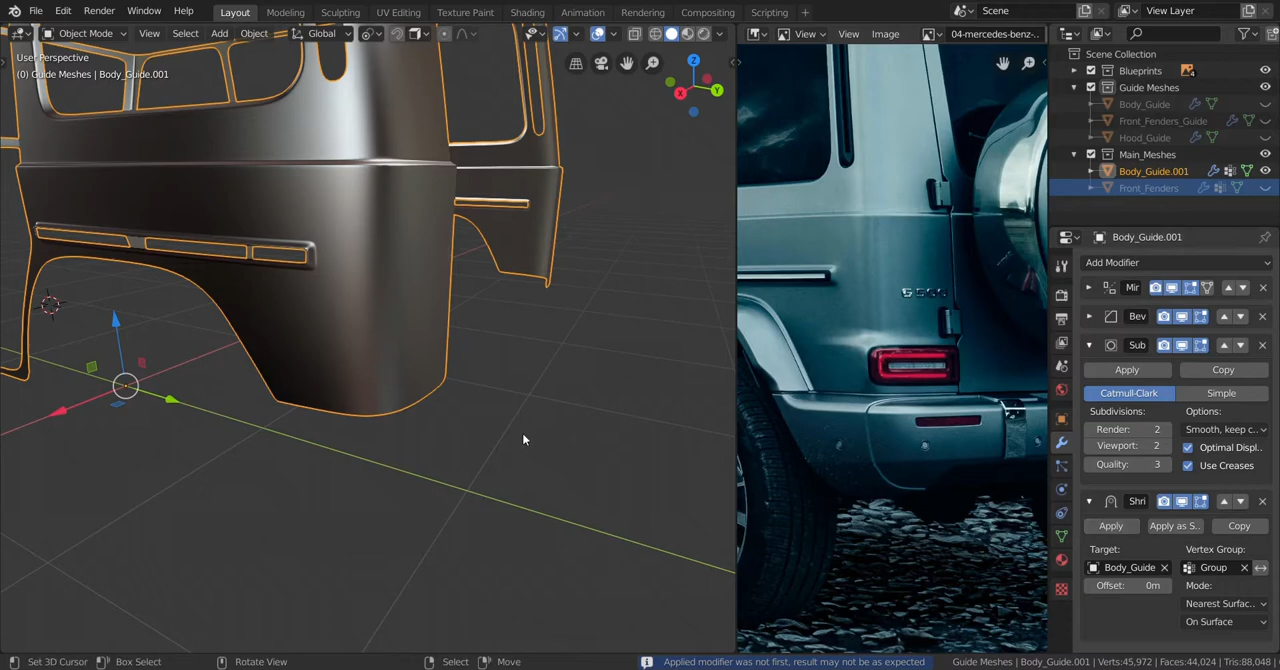 File Edit Render Window Help Layout Modeling Sculpting UV Editing Texture Paint Shading Animation Rendering Compositing Scripting + Scene View Layer
Object Mode View Select Add Object Global View View Image 04-mercedes-benz-..
User Perspective
(0) Guide Meshes | Body_Guide.001
Z
X
Y
G 500
Scene Collection
Blueprints 4
Guide Meshes
Body_Guide
Front_Fenders_Guide
Hood_Guide
Main_Meshes
Body_Guide.001
Front_Fenders
Body_Guide.001
Add Modifier
Mir
Bev
Sub
Apply Copy
Catmull-Clark Simple
Subdivisions: Options:
Render: 2 Smooth, keep c..
Viewport: 2 Optimal Displ..
Quality: 3 Use Creases
Shri
Apply Apply as S.. Copy
Target: Vertex Group:
Body_Guide Group
Offset: 0m Mode:
Nearest Surfac..
On Surface
Set 3D Cursor Box Select Rotate View Select Move Applied modifier was not first, result may not be as expected Guide Meshes | Body_Guide.001 | Verts:45,972 | Faces:44,024 | Tris:88,048